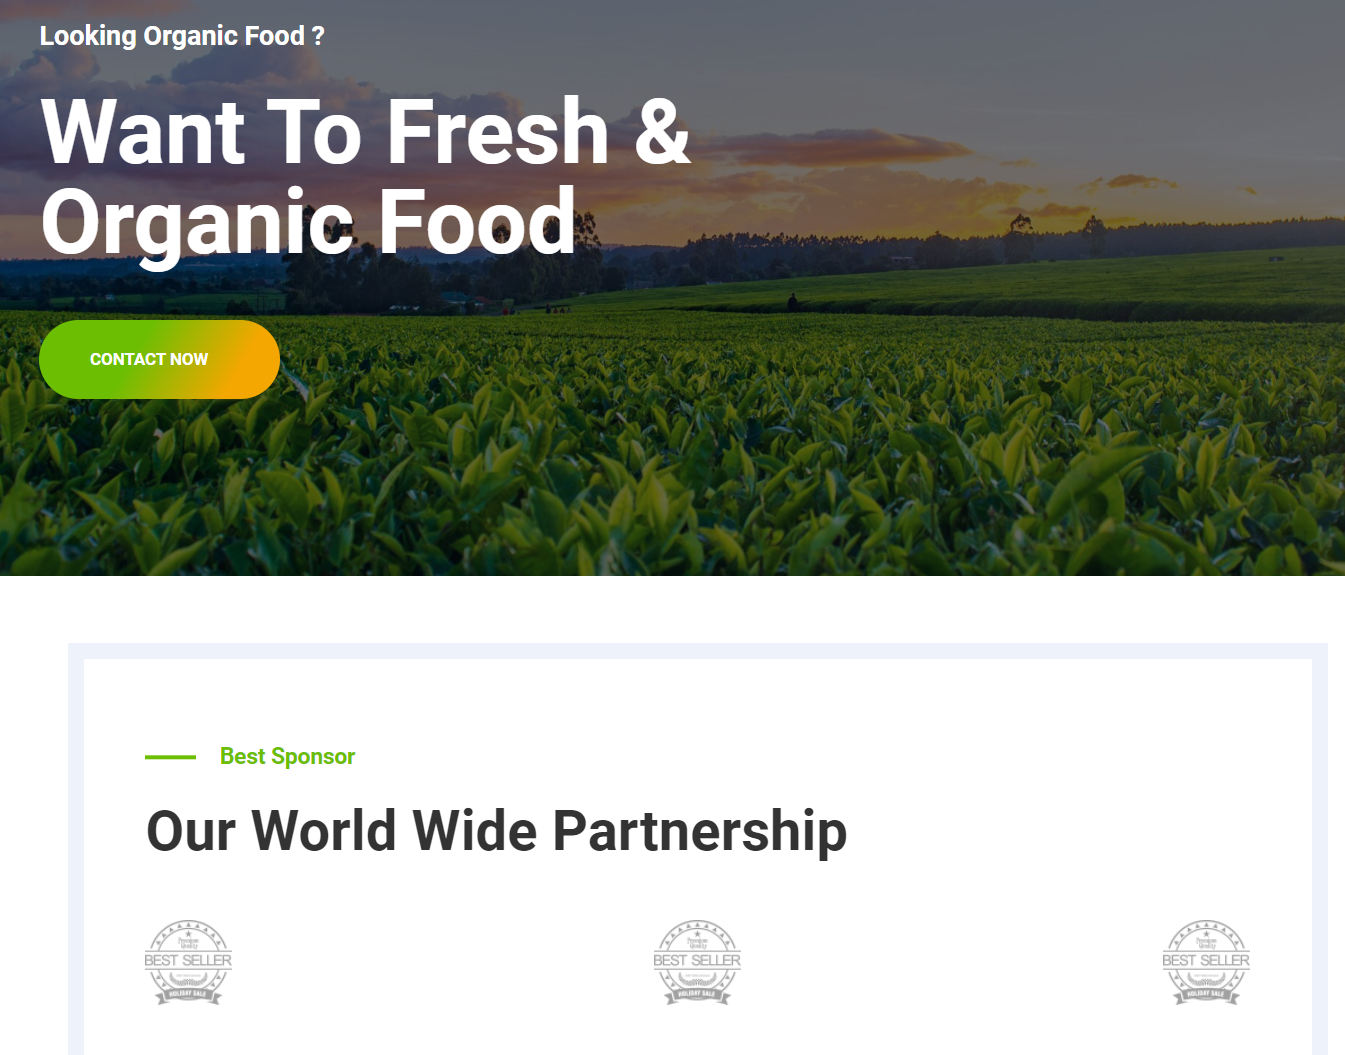 Looking Organic Food ?
Want To Fresh &
Organic Food
CONTACT NOW
Best Sponsor
Our World Wide Partnership
Premium
Quality
BEST SELLER
HOLIDAY SALE
Premium
Quality
BEST SELLER
HOLIDAY SALE
Premium
Quality
BEST SELLER
HOLIDAY SALE